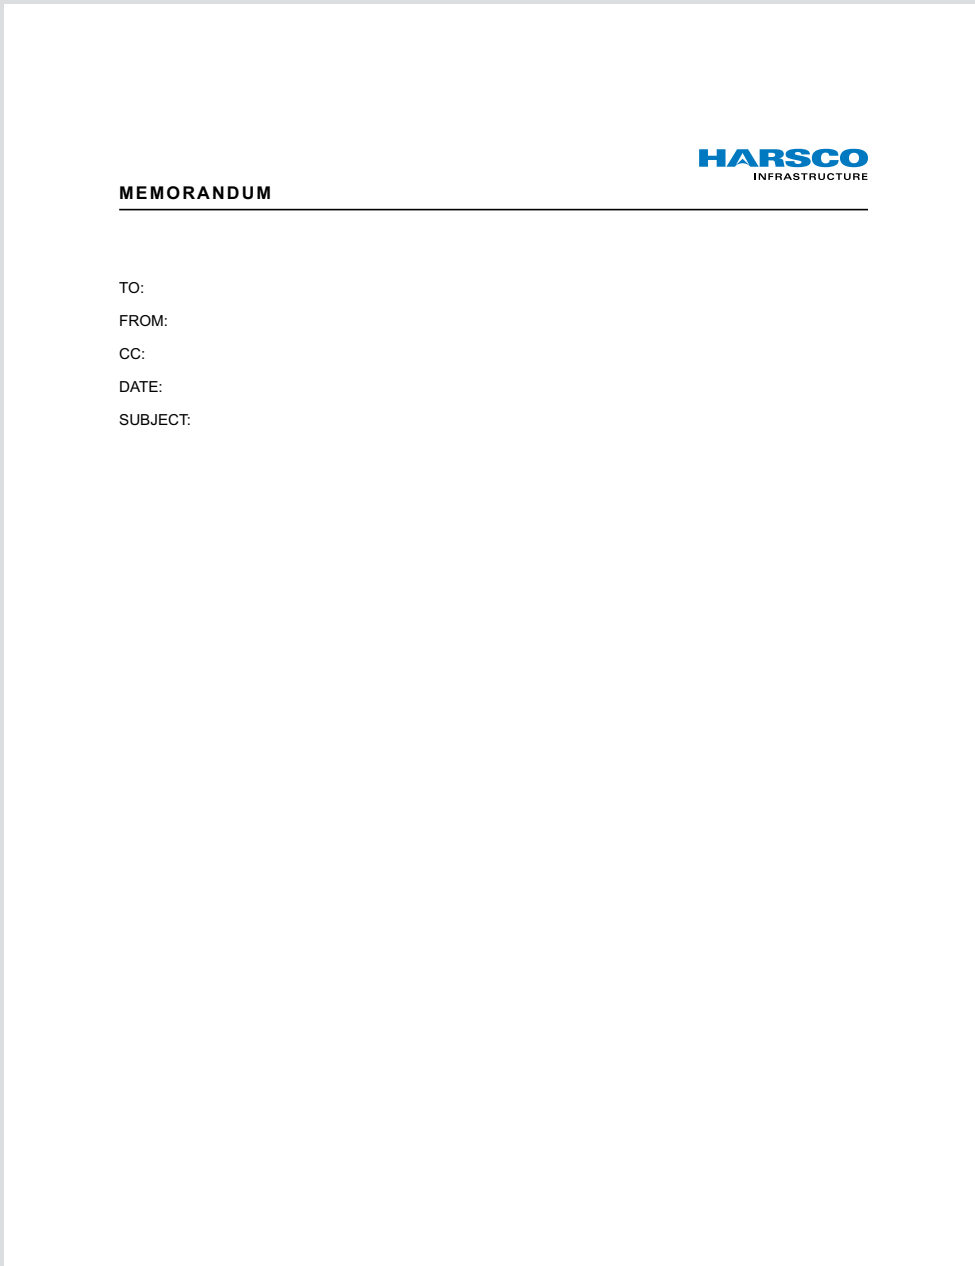 HARSCO
INFRASTRUCTURE
MEMORANDUM
TO:
FROM:
CC:
DATE:
SUBJECT: